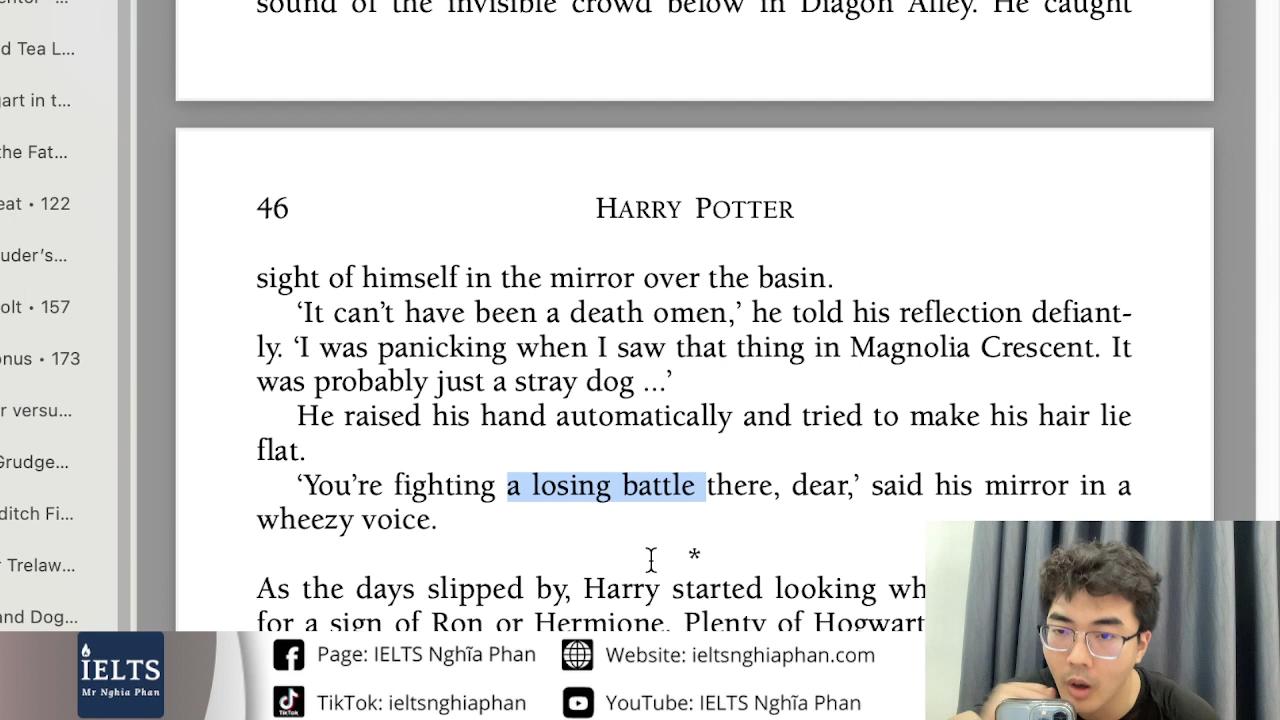 sound of the invisible crowd below in Diagon Alley. He caught
d Tea L...
gart in t...
the Fat...
eat • 122
uder's...
olt • 157
onus • 173
r versu...
Grudge...
ditch Fi...
r Trelaw...
and Dog...
46 HARRY POTTER
sight of himself in the mirror over the basin.
'It can't have been a death omen,' he told his reflection defiant-
ly. 'I was panicking when I saw that thing in Magnolia Crescent. It
was probably just a stray dog ...'
He raised his hand automatically and tried to make his hair lie
flat.
'You're fighting a losing battle there, dear,' said his mirror in a
wheezy voice.
*
As the days slipped by, Harry started looking wh
for a sign of Ron or Hermione. Plenty of Hogwart
IELTS
Mr Nghia Phan
Page: IELTS Nghĩa Phan
Website: ieltsnghiaphan.com
TikTok: ieltsnghiaphan
YouTube: IELTS Nghĩa Phan